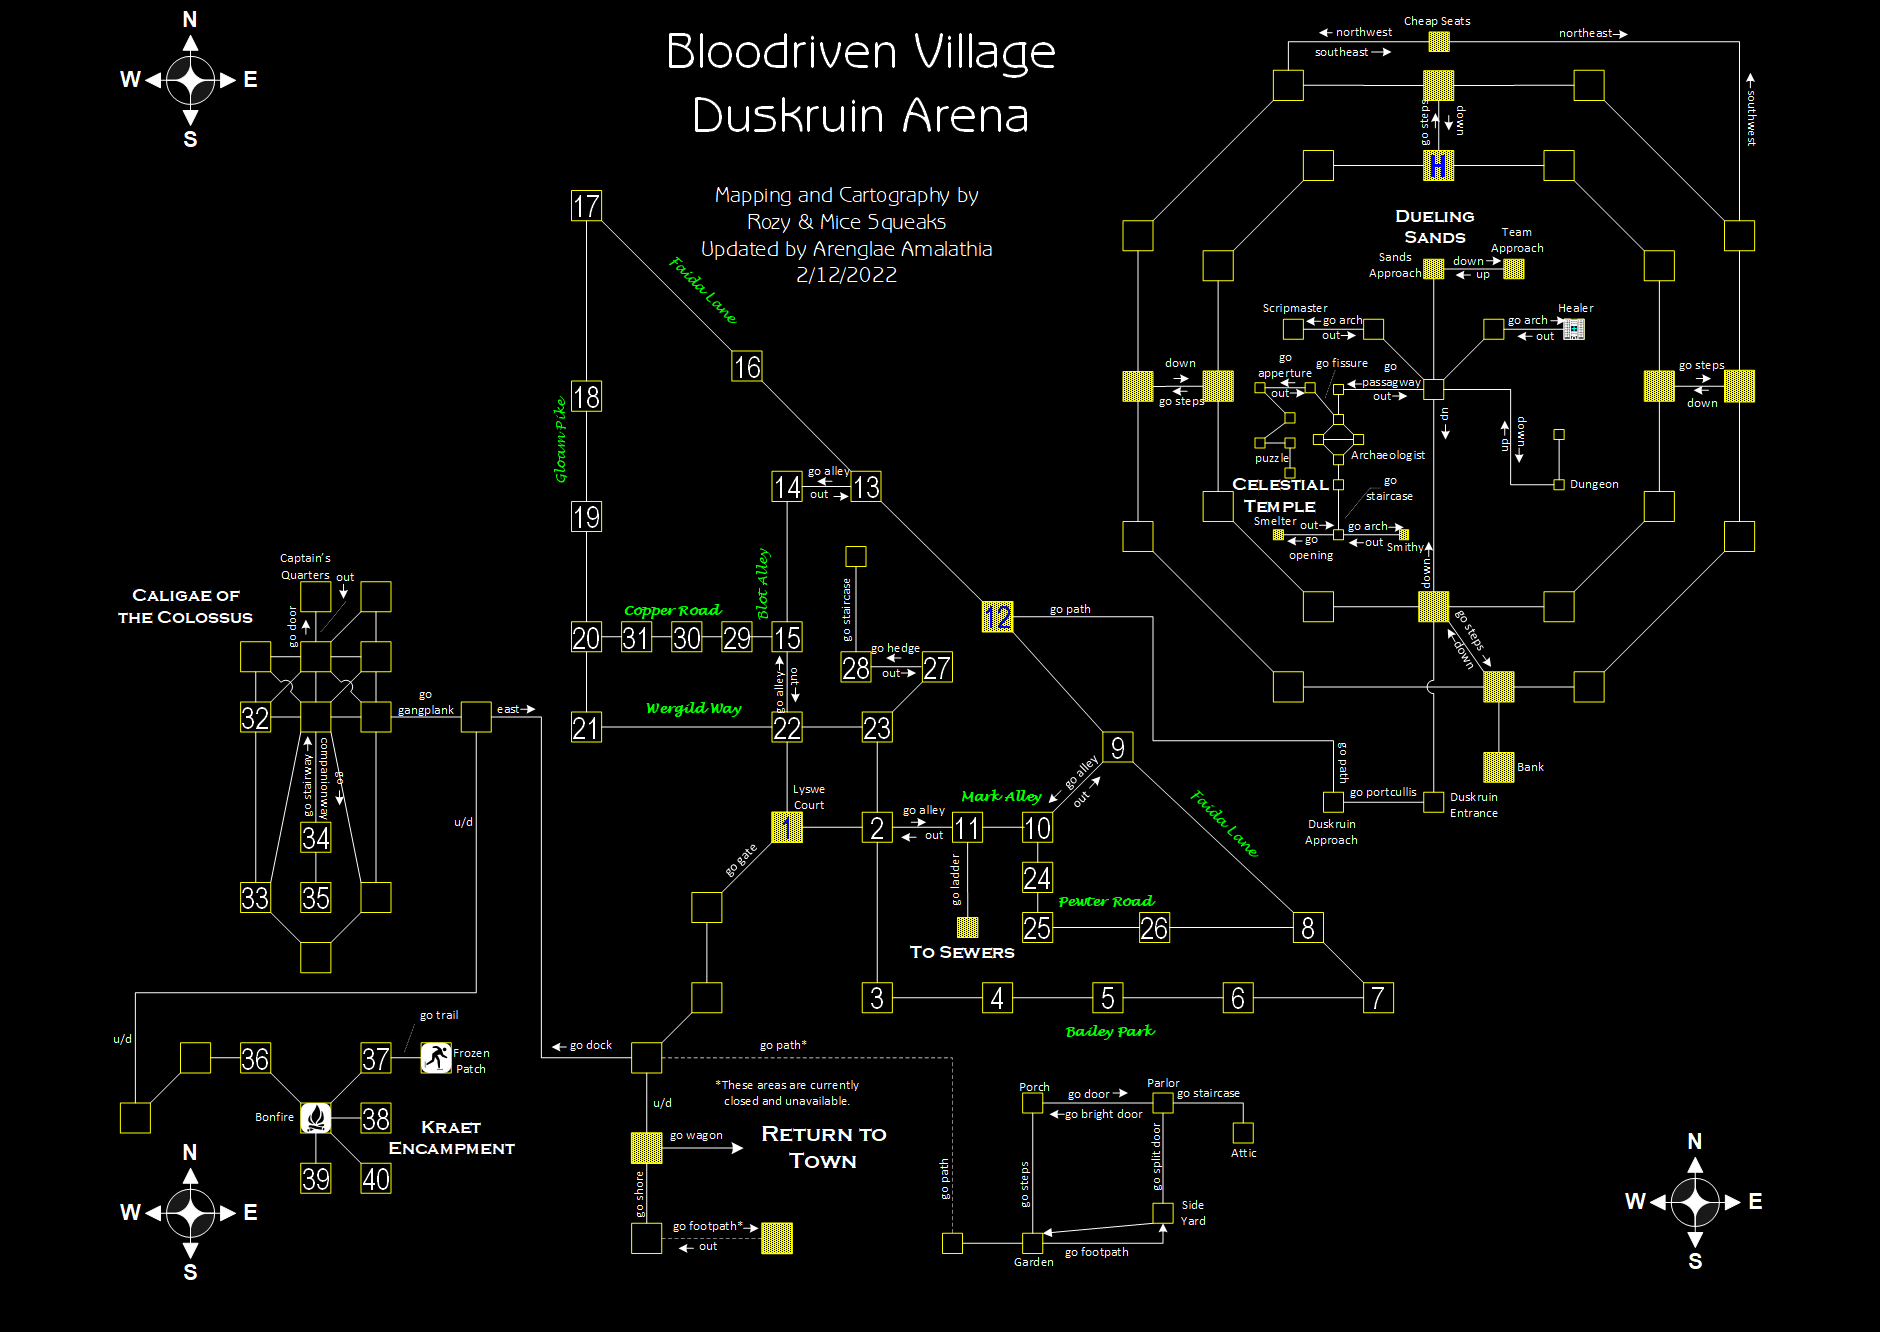 Bloodriven Village
Duskruin Arena
Mapping and Cartography by
Rozy & Mice Squeaks
Updated by Arenglae Amalathia
2/12/2022
N
W
E
S
Cheap Seats
northwest
southeast
northeast
southwest
go steps
down
H
Dueling
Sands
Team
Approach
Sands
Approach
down
up
Scripmaster
go arch
out
Healer
go arch
out
down
go steps
go steps
down
go
apperture
out
go fissure
go
passagway
out
up
down
up
puzzle
Archaeologist
Dungeon
Celestial
Temple
go
staircase
Smelter
out
go
opening
go arch
out
Smithy
down
go steps
down
Bank
go path
go path
go portcullis
Duskruin
Approach
Duskruin
Entrance
17
Faida Lane
16
18
Gloam Pike
19
14
go alley
out
13
Blot Alley
Copper Road
20
31
30
29
15
go staircase
28
go hedge
out
27
12
go alley
out
Wergild Way
21
22
23
9
go alley
out
Mark Alley
Faida Lane
Lyswe
Court
1
2
go alley
out
11
10
go gate
go ladder
24
Pewter Road
25
26
8
To Sewers
3
4
5
6
7
Bailey Park
Caligae of
the Colossus
Captain's
Quarters
out
go door
32
go
gangplank
east
go stairway
companionway
go
34
33
35
u/d
u/d
go trail
36
37
Frozen
Patch
Bonfire
38
39
40
Kraet
Encampment
go dock
go path*
*These areas are currently
closed and unavailable.
u/d
go wagon
Return to
Town
go shore
go footpath*
out
go path
Porch
go door
go bright door
Parlor
go staircase
Attic
go steps
go split door
Side
Yard
go footpath
Garden
N
W
E
S
N
W
E
S